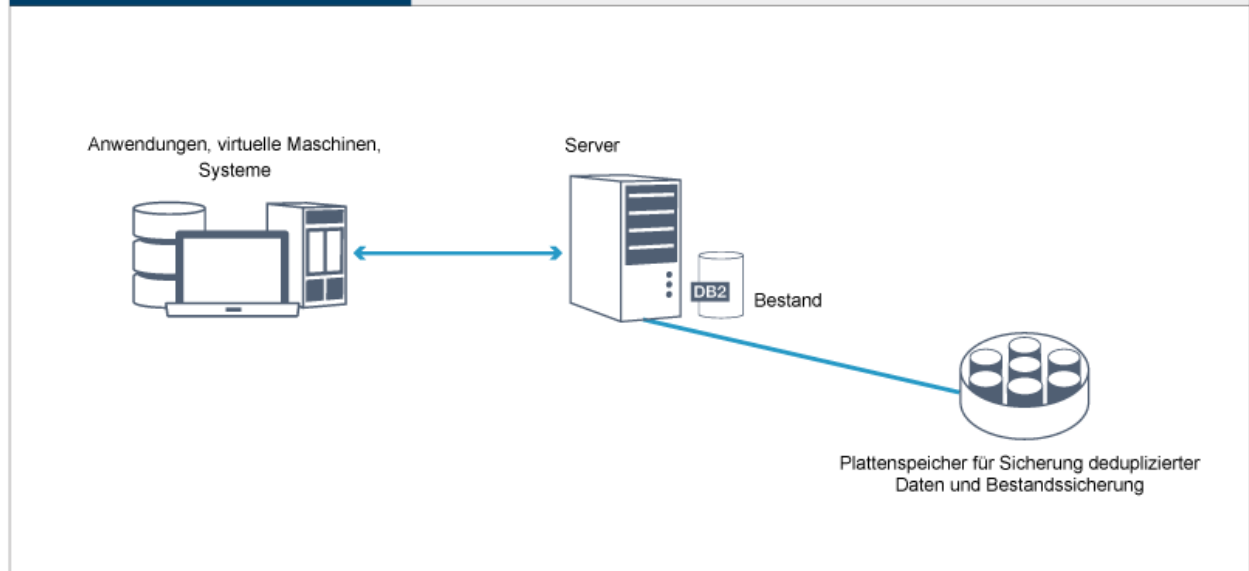 Anwendungen, virtuelle Maschinen,
Systeme
Server
DB2
Bestand
Plattenspeicher für Sicherung deduplizierter
Daten und Bestandssicherung